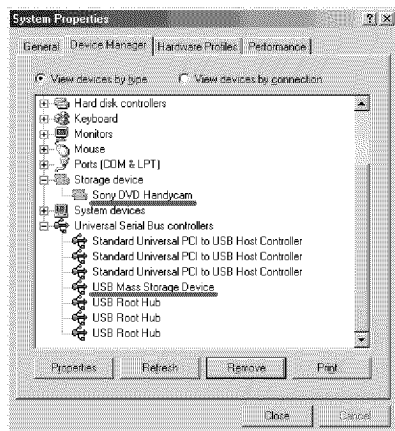 System Properties
General Device Manager Hardware Profiles Performance
View devices by type View devices by connection
Hard disk controllers
Keyboard
Monitors
Mouse
Ports (COM & LPT)
Storage device
Sony DVD Handycam
System devices
Universal Serial Bus controllers
Standard Universal PCI to USB Host Controller
Standard Universal PCI to USB Host Controller
Standard Universal PCI to USB Host Controller
USB Mass Storage Device
USB Root Hub
USB Root Hub
USB Root Hub
Properties Refresh Remove Print
Close Cancel